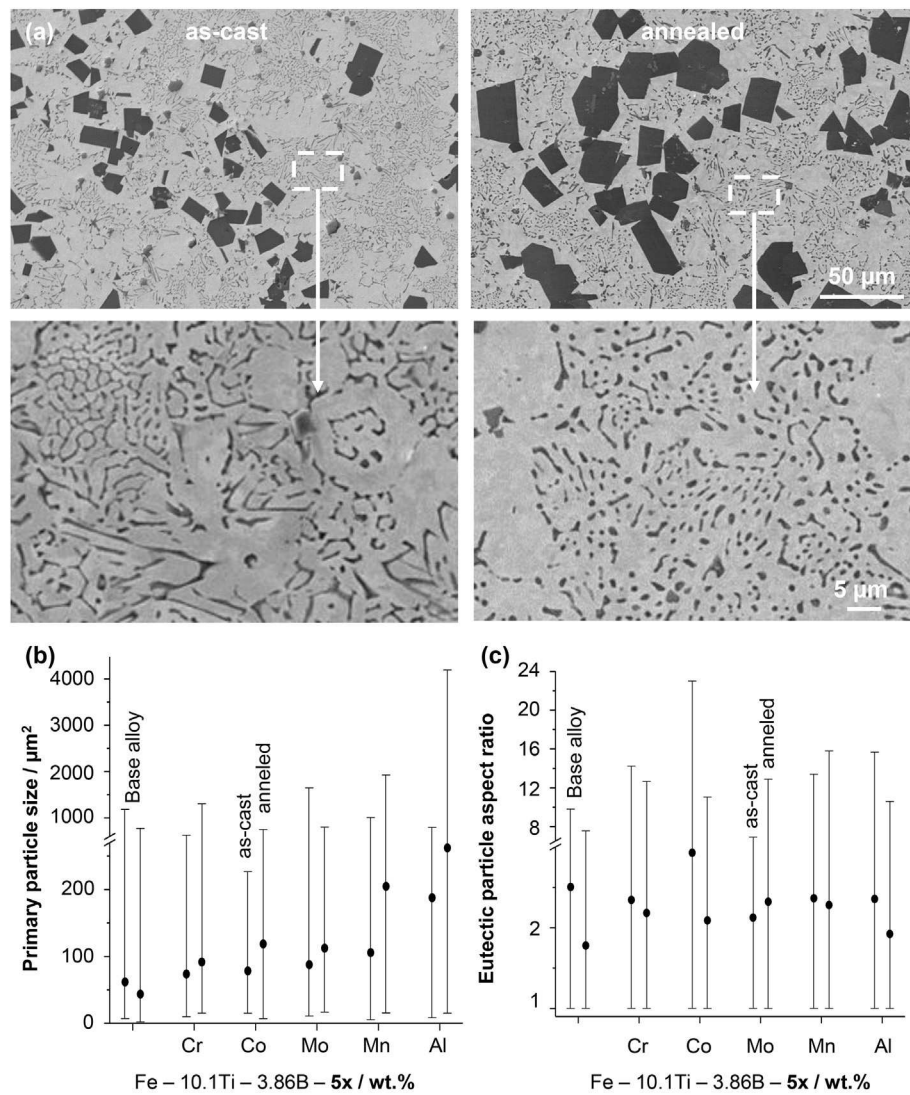 (a)
as-cast
annealed
50 µm
5 µm
(b)
Primary particle size / µm²
4000
3000
2000
1000
200
100
0
Base alloy
as-cast
anneled
Cr
Co
Mo
Mn
Al
Fe – 10.1Ti – 3.86B – 5x / wt.%
(c)
Eutectic particle aspect ratio
24
20
16
12
8
2
1
Base alloy
as-cast
anneled
Cr
Co
Mo
Mn
Al
Fe – 10.1Ti – 3.86B – 5x / wt.%